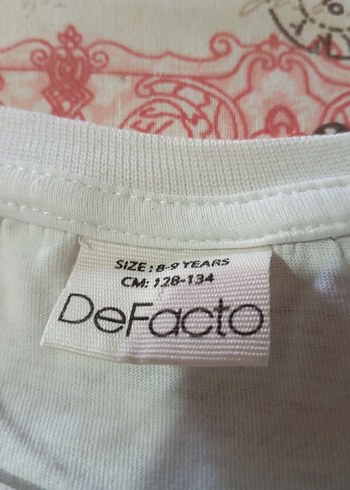 SIZE: 8-9 YEARS
CM: 128-134
DeFacto